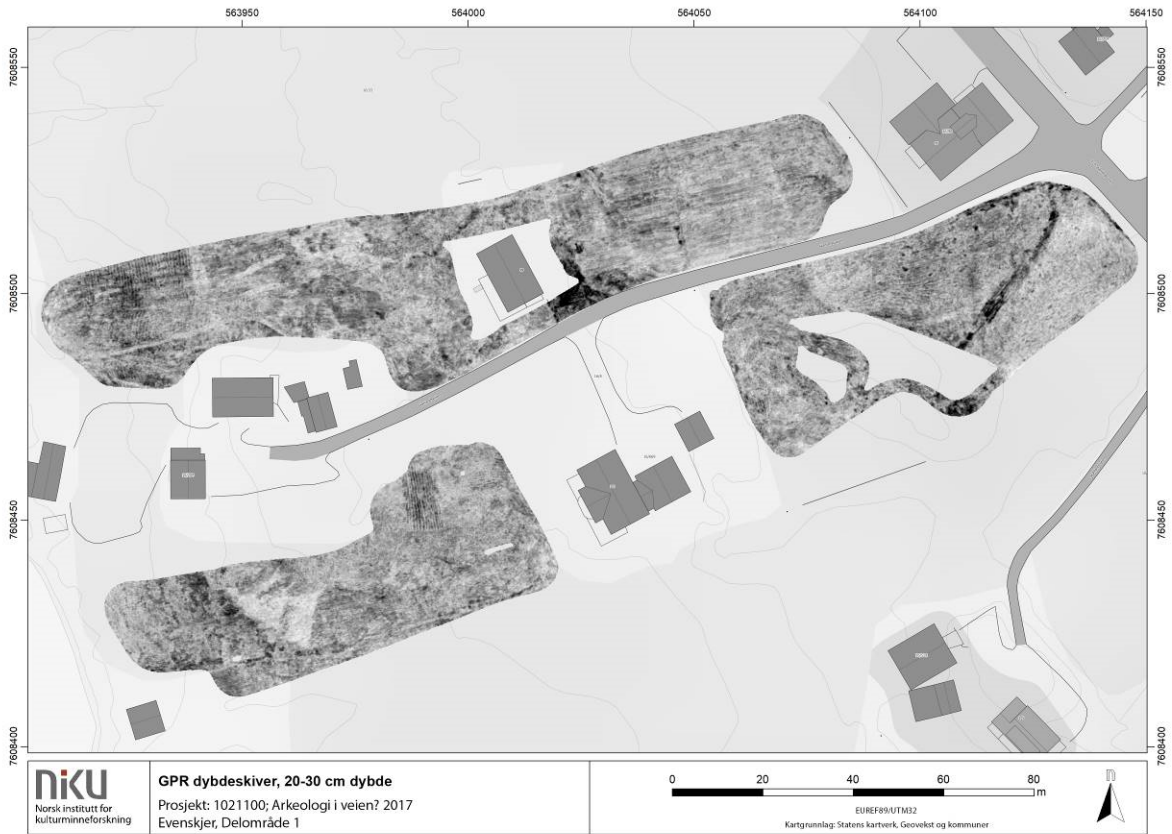 563950 564000 564050 564100 564150
7608550 7608550
7608500 7608500
7608450 7608450
7608400 7608400
niku
Norsk institutt for
kulturminneforskning
GPR dybdeskiver, 20-30 cm dybde
Prosjekt: 1021100; Arkeologi i veien? 2017
Evenskjer, Delområde 1
0 20 40 60 80
m
EUREF89/UTM32
Kartgrunnlag: Statens kartverk, Geovekst og kommuner
n